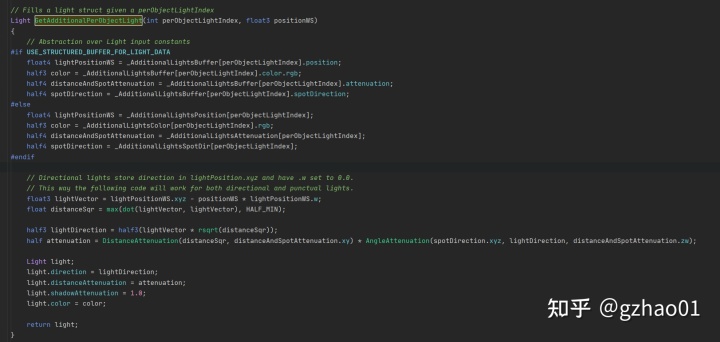 // Fills a light struct given a perObjectLightIndex
Light GetAdditionalPerObjectLight(int perObjectLightIndex, float3 positionWS)
{
    // Abstraction over Light input constants
#if USE_STRUCTURED_BUFFER_FOR_LIGHT_DATA
    float4 lightPositionWS = _AdditionalLightsBuffer[perObjectLightIndex].position;
    half3 color = _AdditionalLightsBuffer[perObjectLightIndex].color.rgb;
    half4 distanceAndSpotAttenuation = _AdditionalLightsBuffer[perObjectLightIndex].attenuation;
    half4 spotDirection = _AdditionalLightsBuffer[perObjectLightIndex].spotDirection;
#else
    float4 lightPositionWS = _AdditionalLightsPosition[perObjectLightIndex];
    half3 color = _AdditionalLightsColor[perObjectLightIndex].rgb;
    half4 distanceAndSpotAttenuation = _AdditionalLightsAttenuation[perObjectLightIndex];
    half4 spotDirection = _AdditionalLightsSpotDir[perObjectLightIndex];
#endif
    // Directional lights store direction in lightPosition.xyz and have .w set to 0.0.
    // This way the following code will work for both directional and punctual lights.
    float3 lightVector = lightPositionWS.xyz - positionWS * lightPositionWS.w;
    float distanceSqr = max(dot(lightVector, lightVector), HALF_MIN);
    half3 lightDirection = half3(lightVector * rsqrt(distanceSqr));
    half attenuation = DistanceAttenuation(distanceSqr, distanceAndSpotAttenuation.xy) * AngleAttenuation(spotDirection.xyz, lightDirection, distanceAndSpotAttenuation.zw);
    Light light;
    light.direction = lightDirection;
    light.distanceAttenuation = attenuation;
    light.shadowAttenuation = 1.0;
    light.color = color;
    return light;
}
知乎 @gzhao01